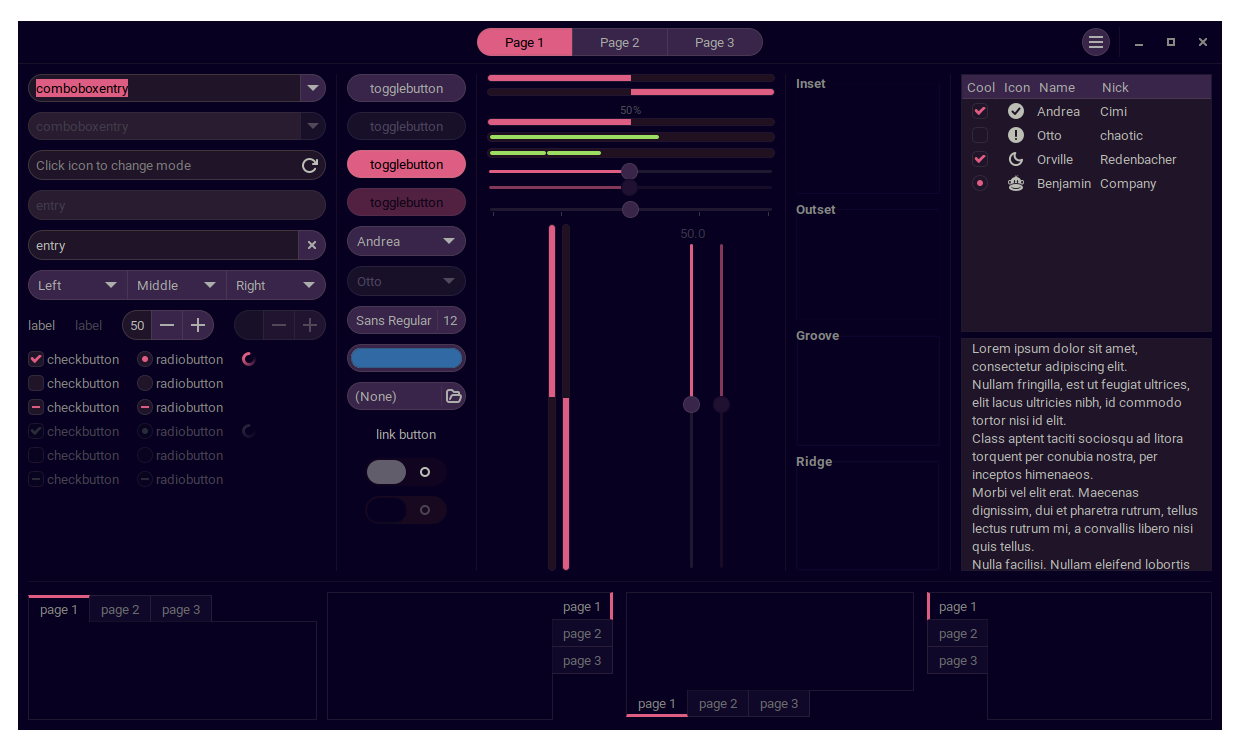 Page 1 Page 2 Page 3
comboboxentry
comboboxentry
Click icon to change mode
entry
entry
Left Middle Right
label label 50
checkbutton radiobutton
checkbutton radiobutton
checkbutton radiobutton
checkbutton radiobutton
checkbutton radiobutton
checkbutton radiobutton
togglebutton
togglebutton
togglebutton
togglebutton
Andrea
Otto
Sans Regular 12
(None)
link button
50%
50.0
Inset
Outset
Groove
Ridge
Cool Icon Name Nick
Andrea Cimi
Otto chaotic
Orville Redenbacher
Benjamin Company
Lorem ipsum dolor sit amet,
consectetur adipiscing elit.
Nullam fringilla, est ut feugiat ultrices,
elit lacus ultricies nibh, id commodo
tortor nisi id elit.
Class aptent taciti sociosqu ad litora
torquent per conubia nostra, per
inceptos himenaeos.
Morbi vel elit erat. Maecenas
dignissim, dui et pharetra rutrum, tellus
lectus rutrum mi, a convallis libero nisi
quis tellus.
Nulla facilisi. Nullam eleifend lobortis
page 1 page 2 page 3
page 1
page 2
page 3
page 1 page 2 page 3
page 1
page 2
page 3